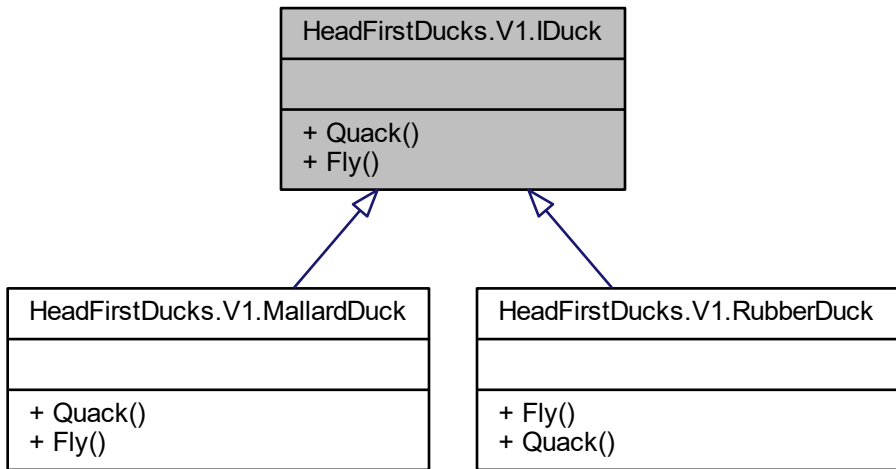 HeadFirstDucks.V1.IDuck
+ Quack()
+ Fly()
HeadFirstDucks.V1.MallardDuck
+ Quack()
+ Fly()
HeadFirstDucks.V1.RubberDuck
+ Fly()
+ Quack()